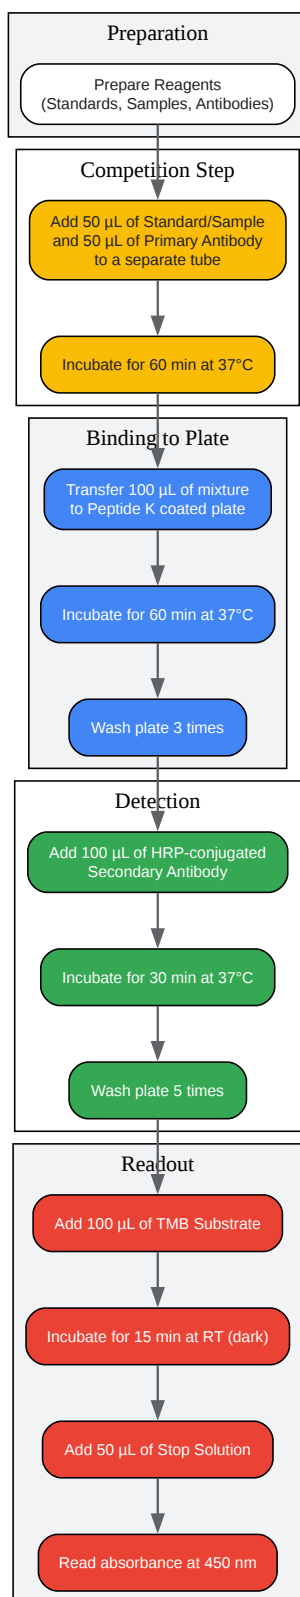 Preparation
Prepare Reagents
(Standards, Samples, Antibodies)
Competition Step
Add 50 µL of Standard/Sample
and 50 µL of Primary Antibody
to a separate tube
Incubate for 60 min at 37°C
Binding to Plate
Transfer 100 µL of mixture
to Peptide K coated plate
Incubate for 60 min at 37°C
Wash plate 3 times
Detection
Add 100 µL of HRP-conjugated
Secondary Antibody
Incubate for 30 min at 37°C
Wash plate 5 times
Readout
Add 100 µL of TMB Substrate
Incubate for 15 min at RT (dark)
Add 50 µL of Stop Solution
Read absorbance at 450 nm